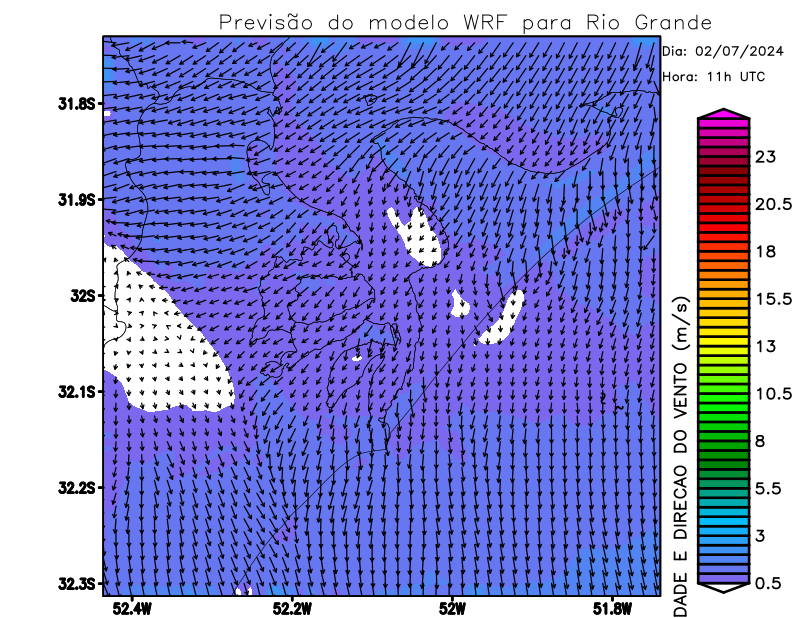 Previsão do modelo WRF para Rio Grande
Dia: 02/07/2024
Hora: 11h UTC
31.8S
31.9S
32S
32.1S
32.2S
32.3S
52.4W
52.2W
52W
51.8W
DADE E DIRECAO DO VENTO (m/s)
23
20.5
18
15.5
13
10.5
8
5.5
3
0.5